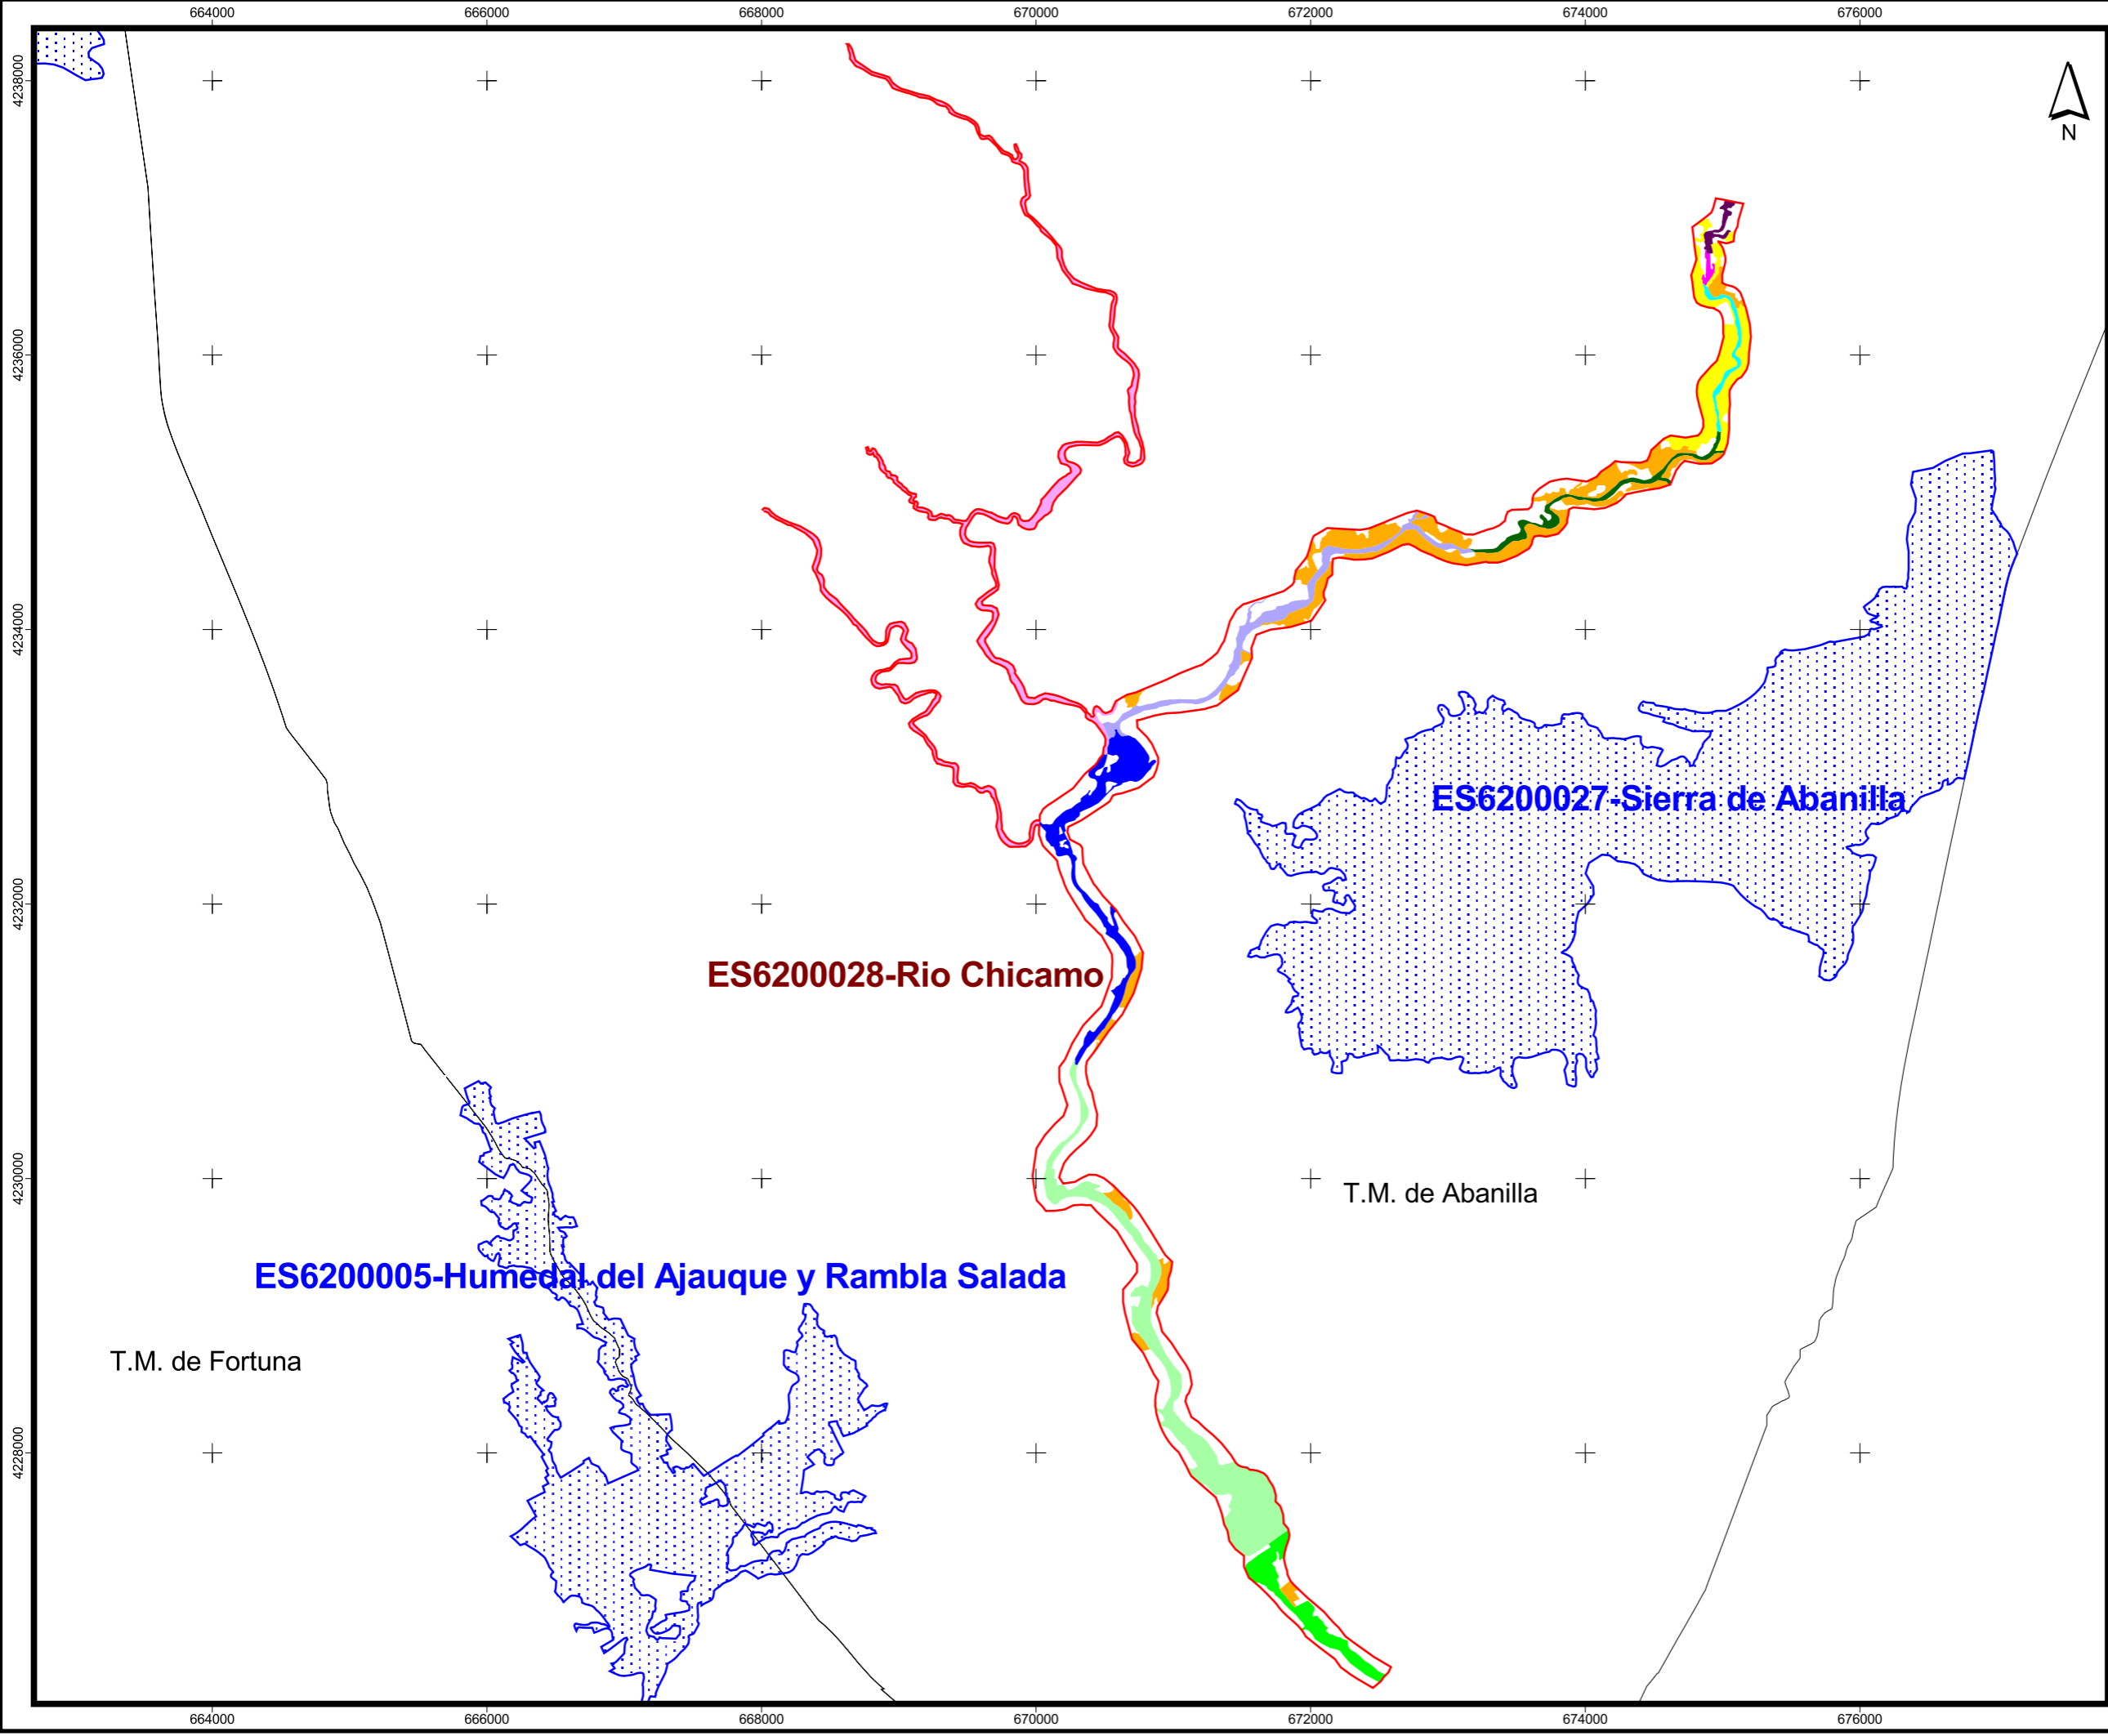 664000 666000 668000 670000 672000 674000 676000
4238000
N
4236000
4234000
ES6200027-Sierra de Abanilla
4232000
ES6200028-Rio Chicamo
4230000
T.M. de Abanilla
ES6200005-Humedal del Ajauque y Rambla Salada
T.M. de Fortuna
4228000
664000 666000 668000 670000 672000 674000 676000